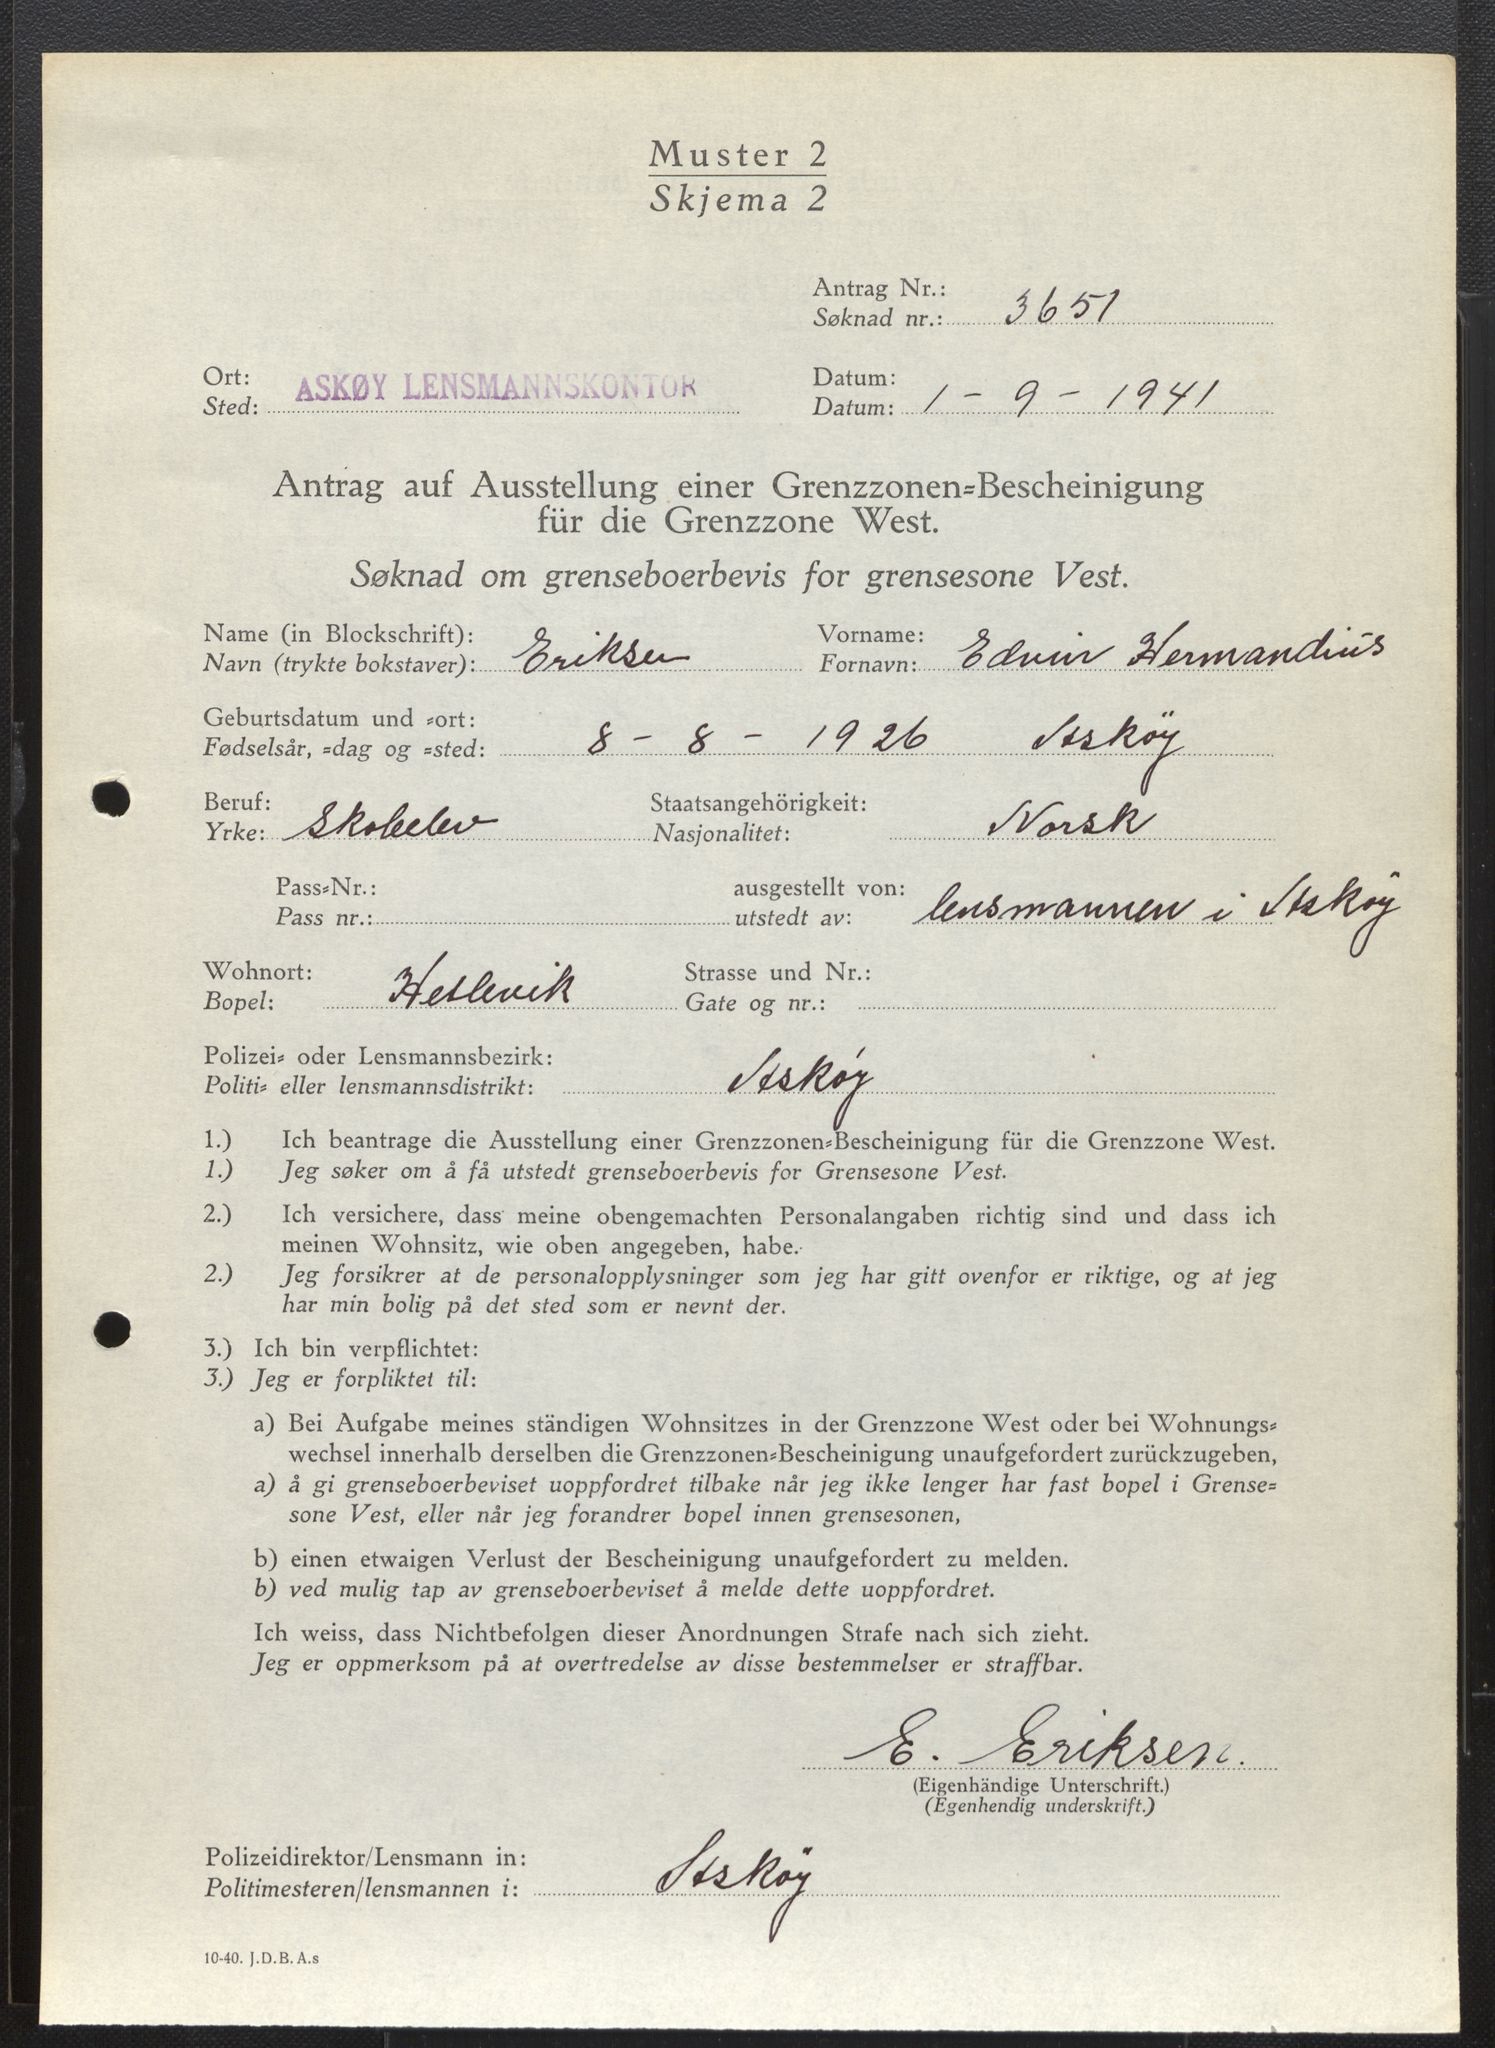 Muster 2
Skjema 2
Antrag Nr.:
Søknad nr.: 3651
Ort:
Sted: ASKØY LENSMANNSKONTOR
Datum:
Datum: 1 - 9 - 1941
Antrag auf Ausstellung einer Grenzzonen=Bescheinigung
für die Grenzzone West.
Søknad om grenseboerbevis for grensesone Vest.
Name (in Blockschrift):
Navn (trykte bokstaver): Eriksen
Vorname:
Fornavn: Edvin Hermandius
Geburtsdatum und =ort:
Fødselsår, =dag og =sted: 8 - 8 - 1926 Askøy
Beruf:
Yrke: Skoleelev
Staatsangehörigkeit:
Nasjonalitet: Norsk
Pass=Nr.:
Pass nr.:
ausgestellt von:
utstedt av: lensmannen i Askøy
Wohnort:
Bopel: Hetlevik
Strasse und Nr.:
Gate og nr.:
Polizei= oder Lensmannsbezirk:
Politi= eller lensmannsdistrikt: Askøy
1.) Ich beantrage die Ausstellung einer Grenzzonen=Bescheinigung für die Grenzzone West.
1.) Jeg søker om å få utstedt grenseboerbevis for Grensesone Vest.
2.) Ich versichere, dass meine obengemachten Personalangaben richtig sind und dass ich
meinen Wohnsitz, wie oben angegeben, habe.
2.) Jeg forsikrer at de personalopplysninger som jeg har gitt ovenfor er riktige, og at jeg
har min bolig på det sted som er nevnt der.
3.) Ich bin verpflichtet:
3.) Jeg er forpliktet til:
a) Bei Aufgabe meines ständigen Wohnsitzes in der Grenzzone West oder bei Wohnungs=
wechsel innerhalb derselben die Grenzzonen=Bescheinigung unaufgefordert zurückzugeben,
a) å gi grenseboerbeviset uoppfordret tilbake når jeg ikke lenger har fast bopel i Grense=
sone Vest, eller når jeg forandrer bopel innen grensesonen,
b) einen etwaigen Verlust der Bescheinigung unaufgefordert zu melden.
b) ved mulig tap av grenseboerbeviset å melde dette uoppfordret.
Ich weiss, dass Nichtbefolgen dieser Anordnungen Strafe nach sich zieht.
Jeg er oppmerksom på at overtredelse av disse bestemmelser er straffbar.
E. Eriksen.
(Eigenhändige Unterschrift.)
(Egenhendig underskrift.)
Polizeidirektor/Lensmann in:
Politimesteren/lensmannen i: Askøy
10-40. J.D.B. A.s